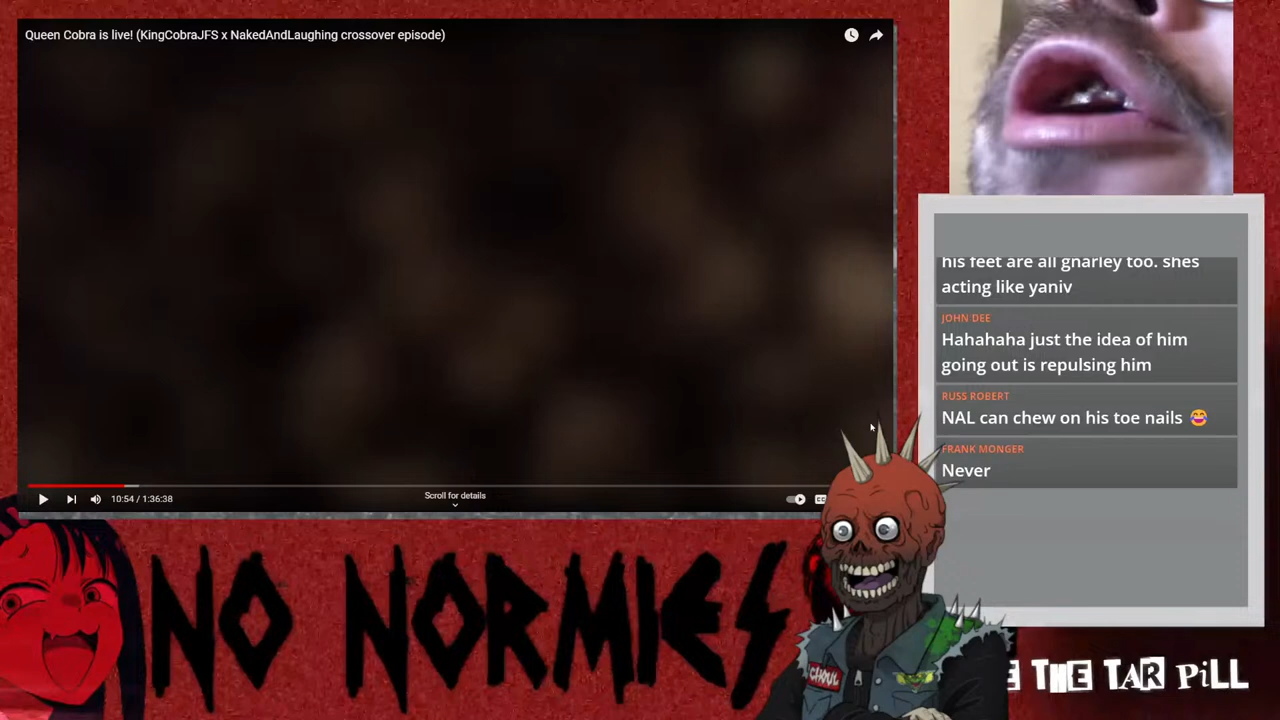 Queen Cobra is live! (KingCobraJFS x NakedAndLaughing crossover episode)
his feet are all gnarley too. shes
acting like yaniv
JOHN DEE
Hahahaha just the idea of him
going out is repulsing him
RUSS ROBERT
NAL can chew on his toe nails 😂
FRANK MONGER
Never
Scroll for details
10:54 / 1:36:38
CC
NO NORMIES
GHOUL
E THE TAR PiLL